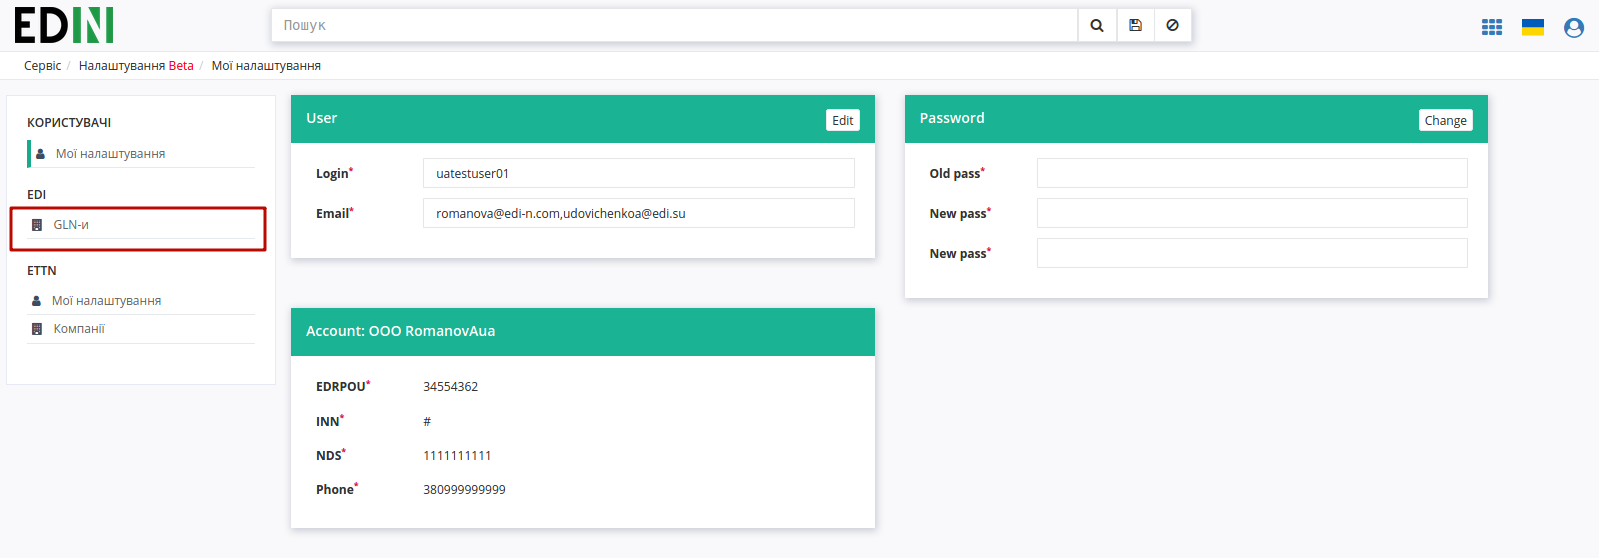 EDIN
Пошук
Сервіс / Налаштування Beta / Мої налаштування
КОРИСТУВАЧІ
Мої налаштування
EDI
GLN-и
ETTN
Мої налаштування
Компанії
User
Edit
Login*
uatestuser01
Email*
romanova@edi-n.com,udovichenkoa@edi.su
Account: OOO RomanovAua
EDRPOU*
34554362
INN*
#
NDS*
1111111111
Phone*
380999999999
Password
Change
Old pass*
New pass*
New pass*